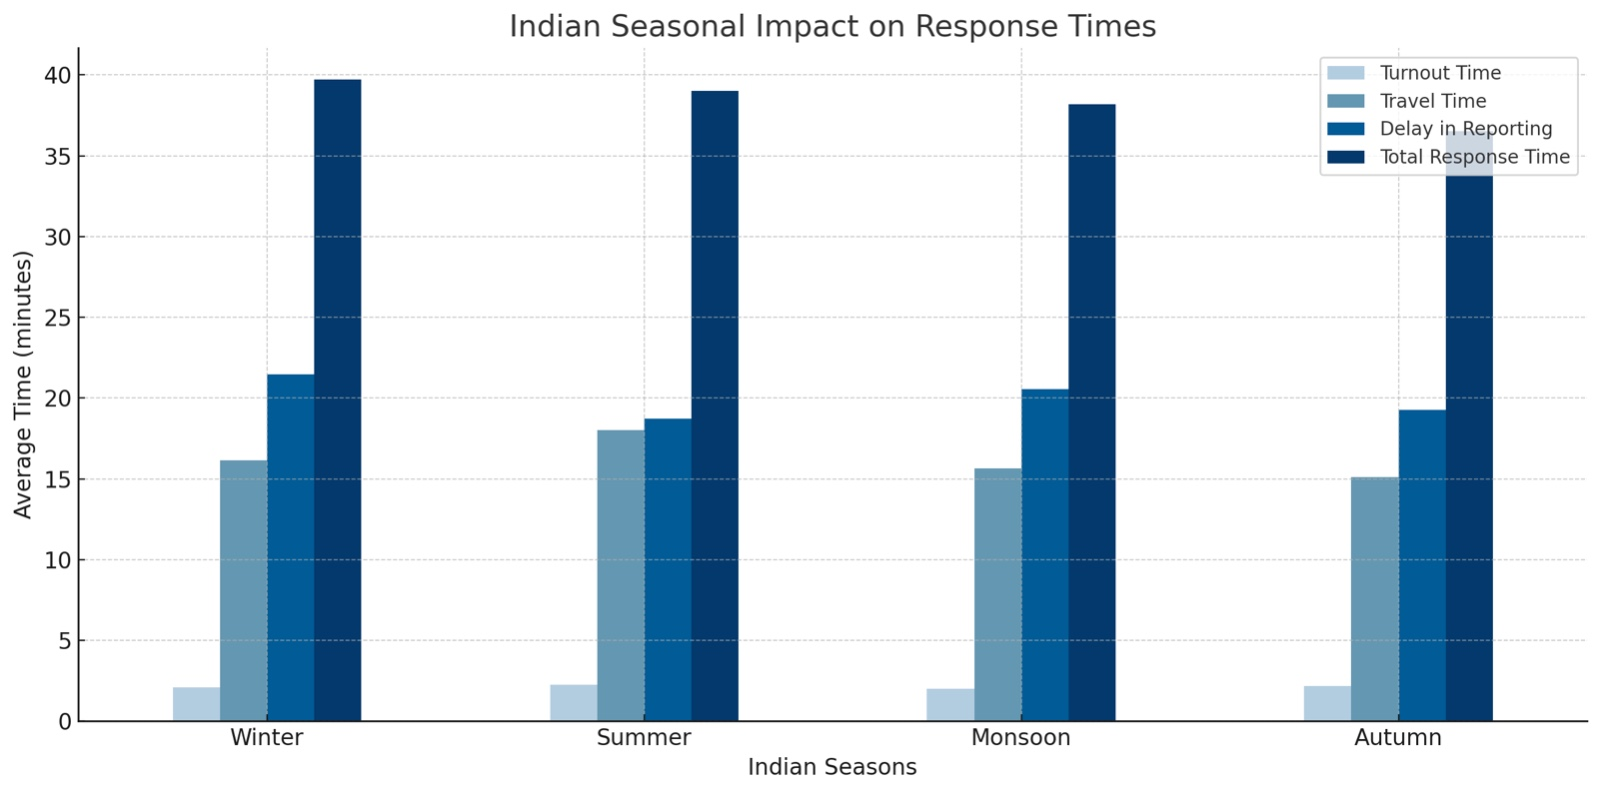 Indian Seasonal Impact on Response Times
Turnout Time
Travel Time
Delay in Reporting
Total Response Time
Average Time (minutes)
40
35
30
25
20
15
10
5
0
Winter
Summer
Monsoon
Autumn
Indian Seasons